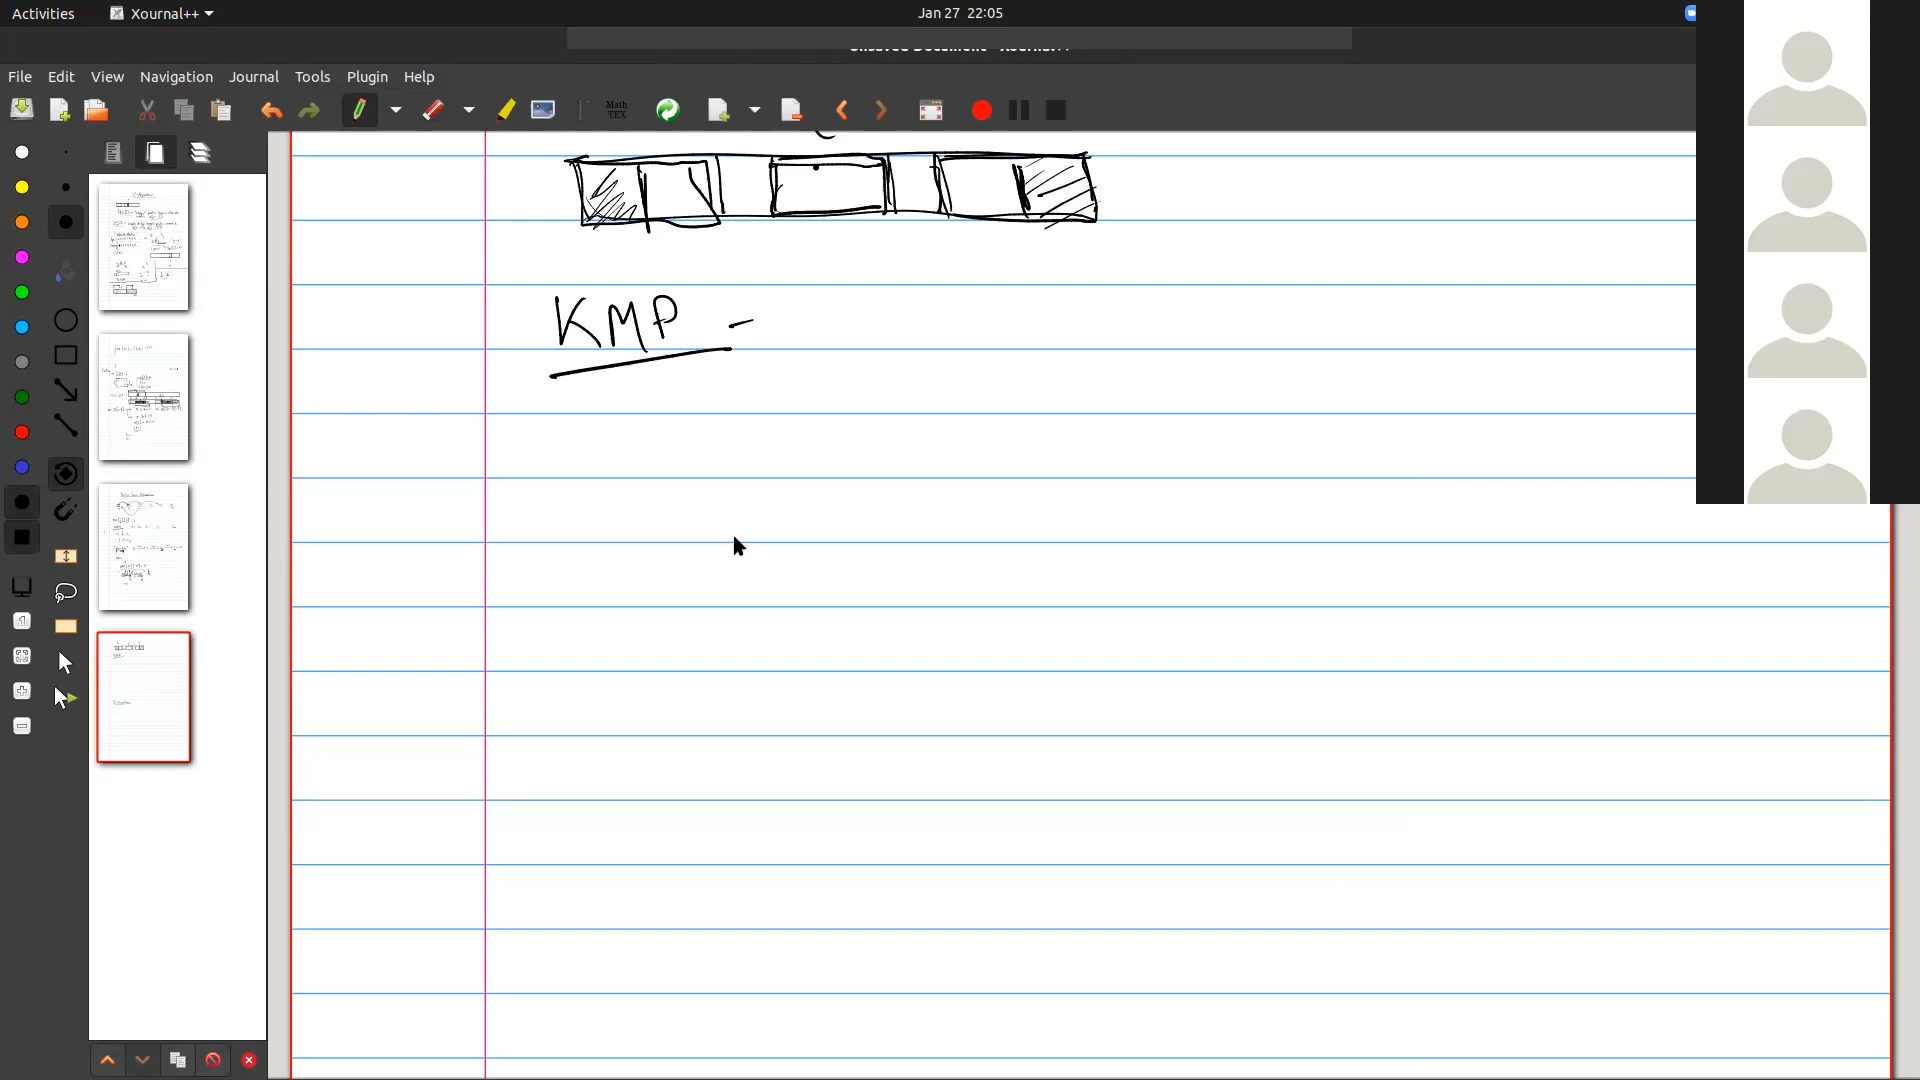 Activities Xournal++ Jan 27 22:05
File Edit View Navigation Journal Tools Plugin Help
Math
TEX
KMP -